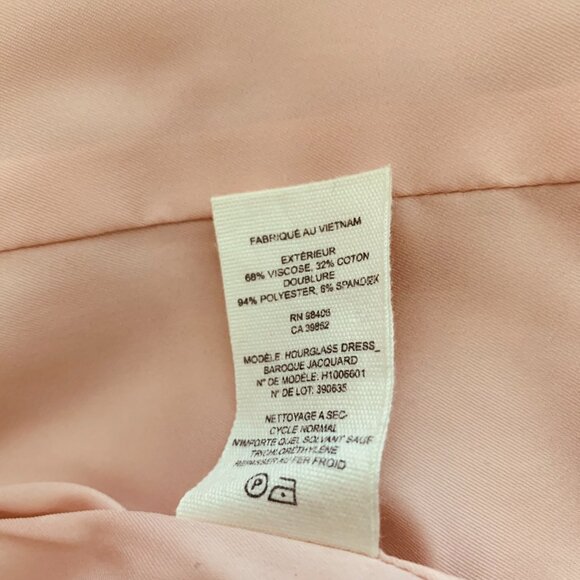 FABRIQUÉ AU VIETNAM
EXTÉRIEUR
68% VISCOSE, 32% COTON
DOUBLURE
94% POLYESTER, 6% SPANDEX
RN 98406
CA 39862
MODÈLE: HOURGLASS DRESS_
BAROQUE JACQUARD
N° DE MODÈLE: H1006601
N° DE LOT: 390635
NETTOYAGE A SEC-
CYCLE NORMAL
N'IMPORTE QUEL SOLVANT SAUF
TRYCHLORÉTHYLÈNE
REPASSER AU FER FROID
P